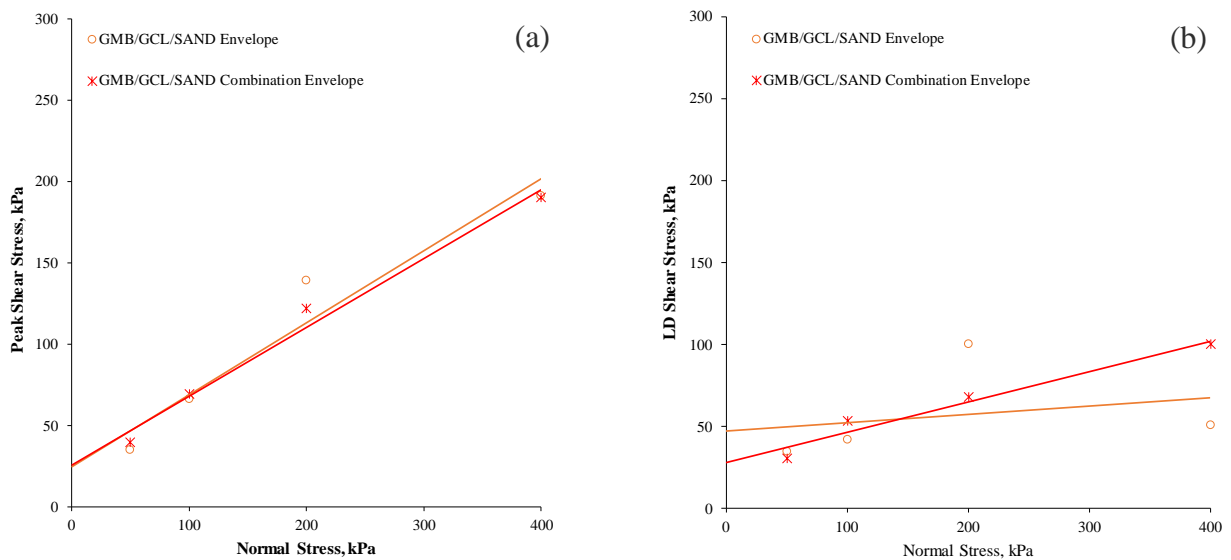 (a)
GMB/GCL/SAND Envelope
GMB/GCL/SAND Combination Envelope
Peak Shear Stress, kPa
300
250
200
150
100
50
0
0 100 200 300 400
Normal Stress, kPa
(b)
GMB/GCL/SAND Envelope
GMB/GCL/SAND Combination Envelope
LD Shear Stress, kPa
300
250
200
150
100
50
0
0 100 200 300 400
Normal Stress, kPa